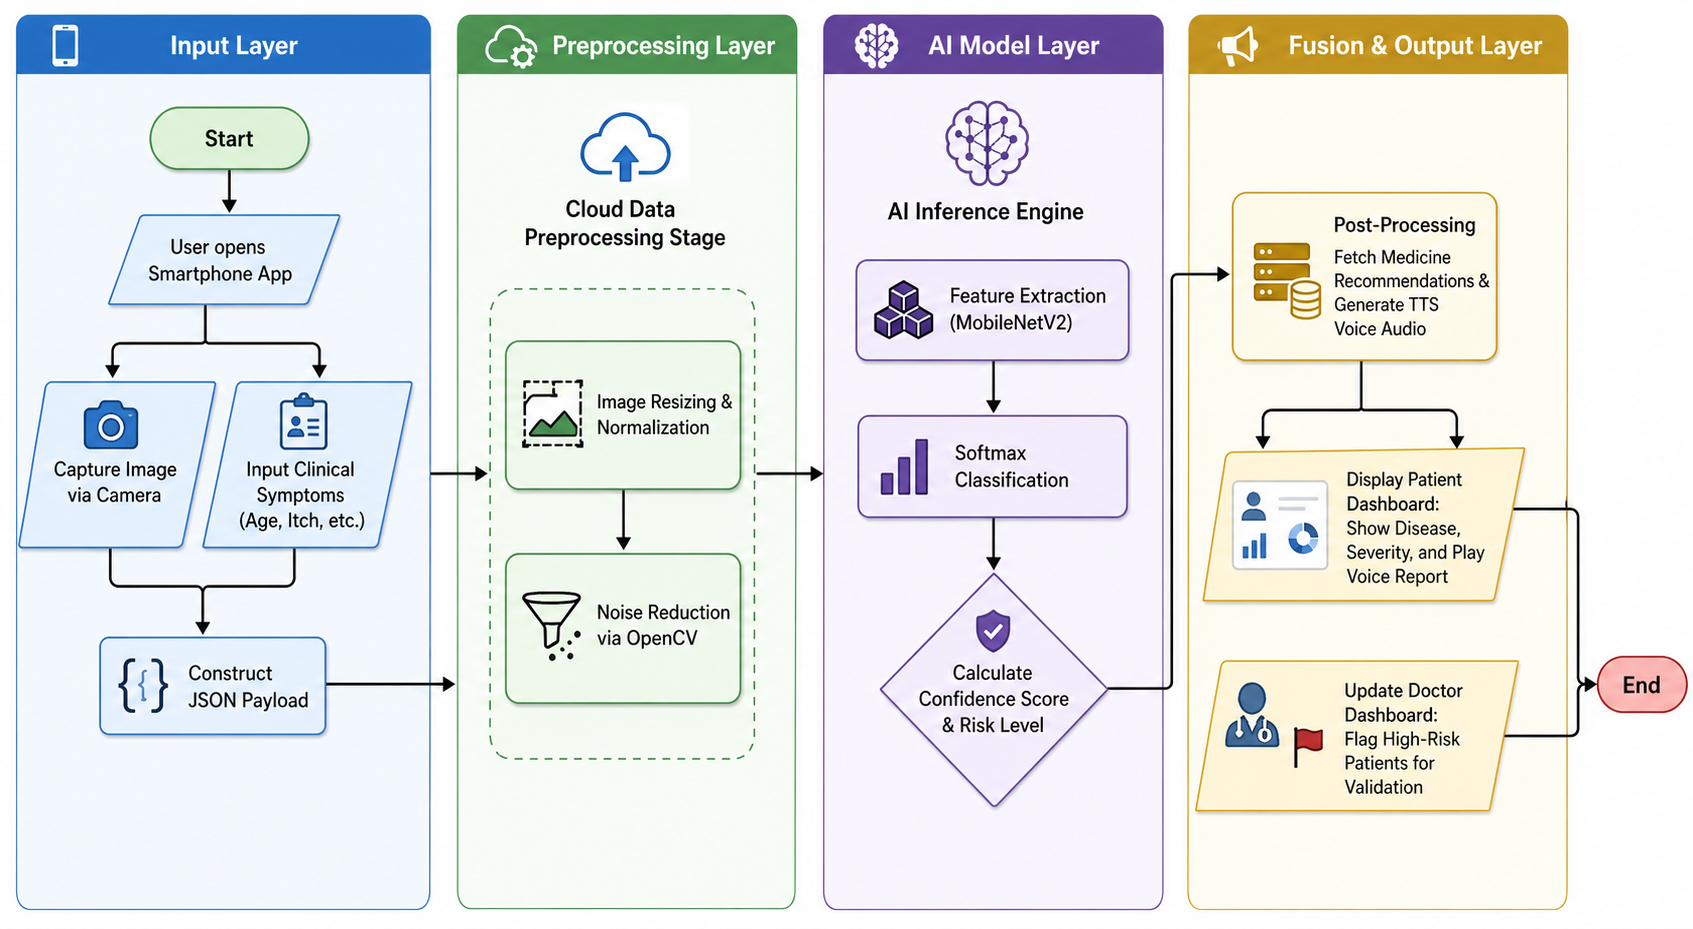 Input Layer
Start
User opens
Smartphone App
Capture Image
via Camera
Input Clinical
Symptoms
(Age, Itch, etc.)
Construct
JSON Payload
Preprocessing Layer
Cloud Data
Preprocessing Stage
Image Resizing &
Normalization
Noise Reduction
via OpenCV
AI Model Layer
AI Inference Engine
Feature Extraction
(MobileNetV2)
Softmax
Classification
Calculate
Confidence Score
& Risk Level
Fusion & Output Layer
Post-Processing
Fetch Medicine
Recommendations &
Generate TTS
Voice Audio
Display Patient
Dashboard:
Show Disease,
Severity, and Play
Voice Report
Update Doctor
Dashboard:
Flag High-Risk
Patients for
Validation
End